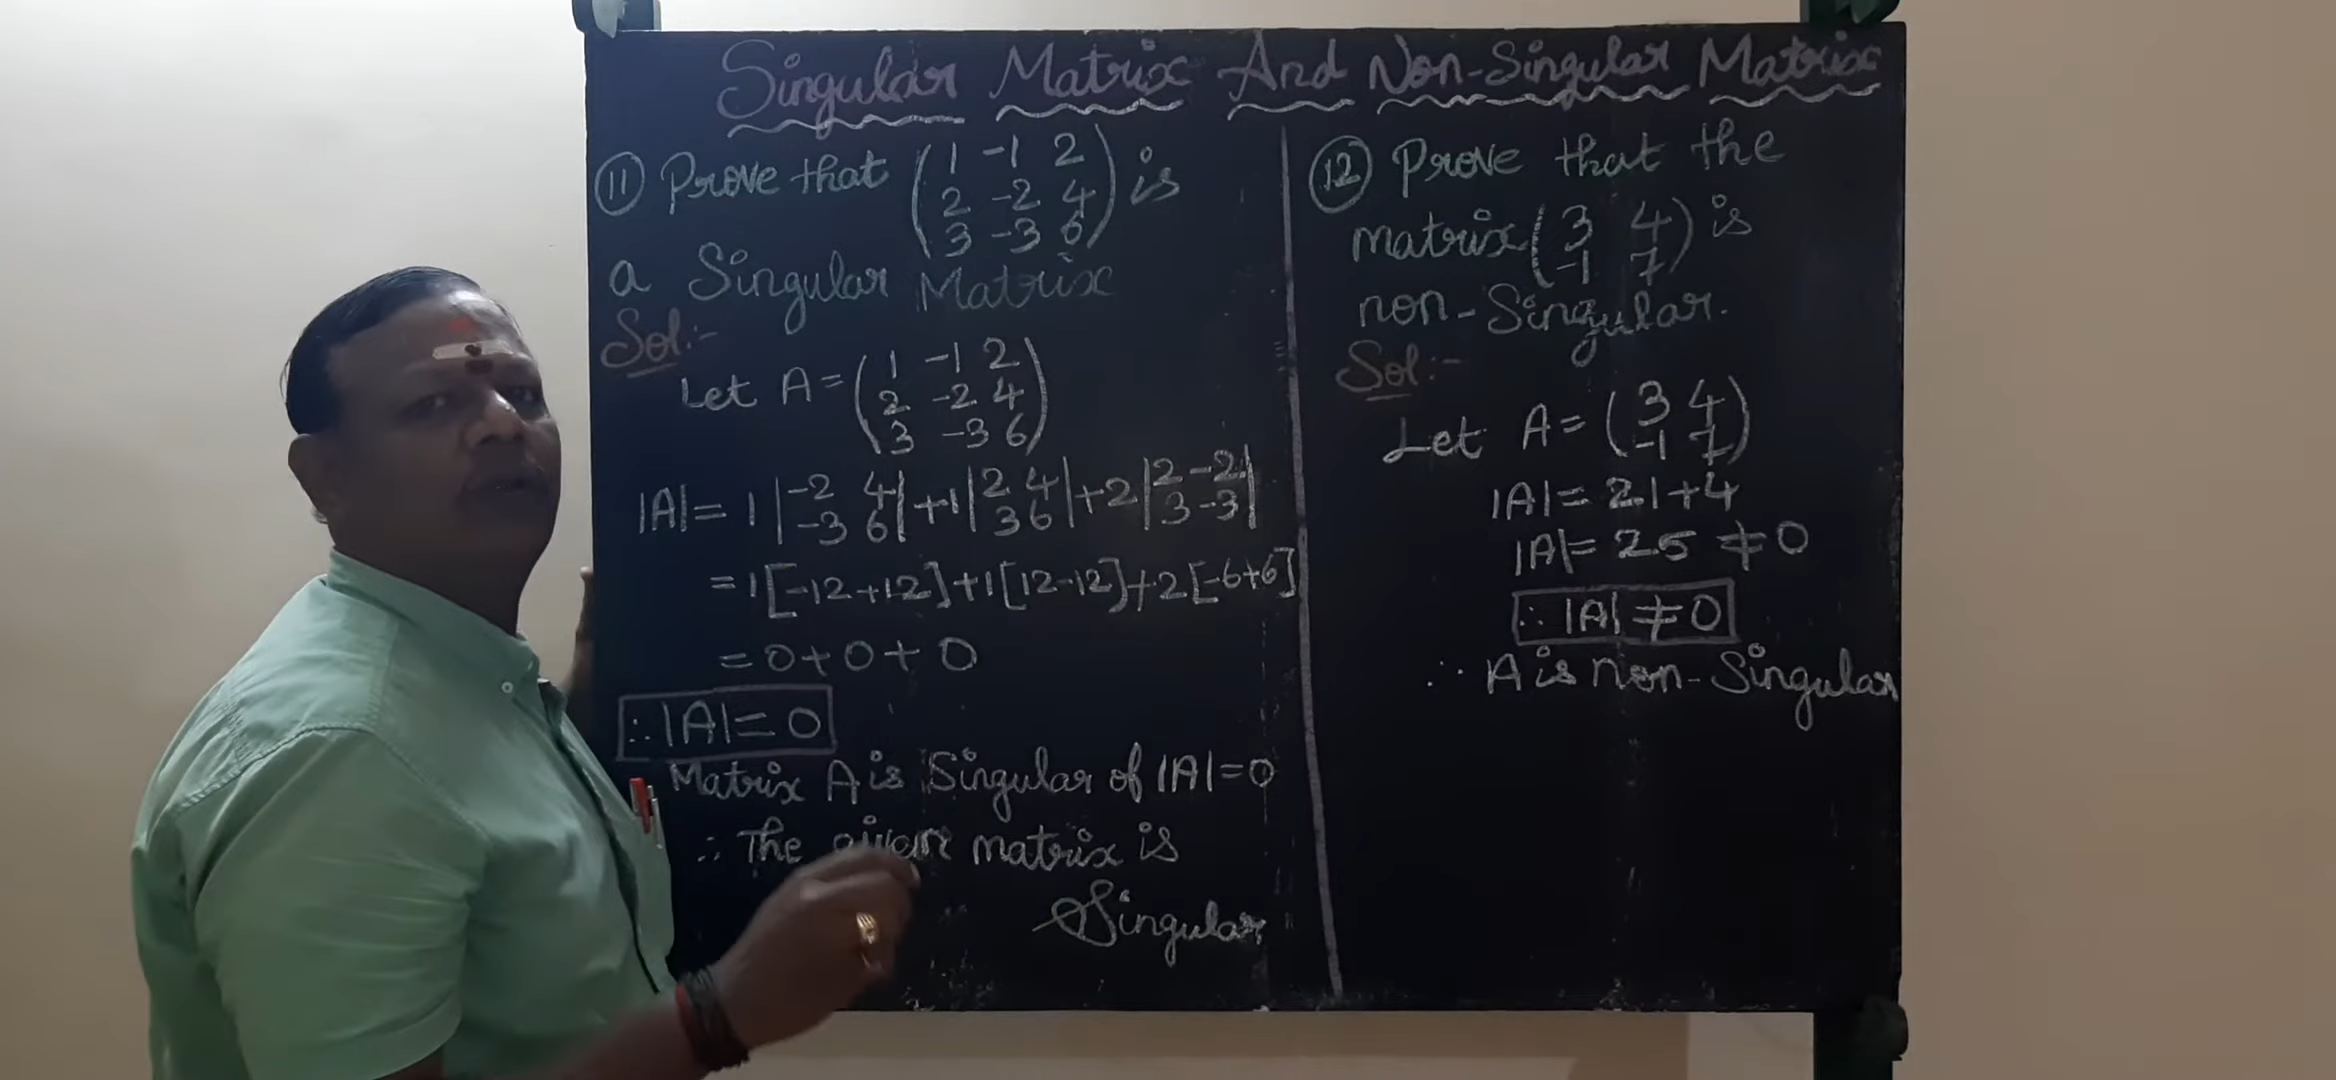 Singular Matrix And Non-Singular Matrix
11 Prove that (1 -1 2
2 -2 4
3 -3 6) is
a Singular Matrix
Sol:-
Let A = (1 -1 2
2 -2 4
3 -3 6)
|A| = 1 |-2 4
-3 6| +1 |2 4
3 6| +2 |2 -2
3 -3|
= 1[-12+12]+1[12-12]+2[-6+6]
= 0+0+0
∴ |A| = 0
Matrix A is Singular of |A|=0
∴ The given matrix is
Singular
12 Prove that the
matrix (3 4
-1 7) is
non-Singular.
Sol:-
Let A = (3 4
-1 7)
|A| = 21+4
|A| = 25 ≠ 0
∴ |A| ≠ 0
∴ A is non-Singular